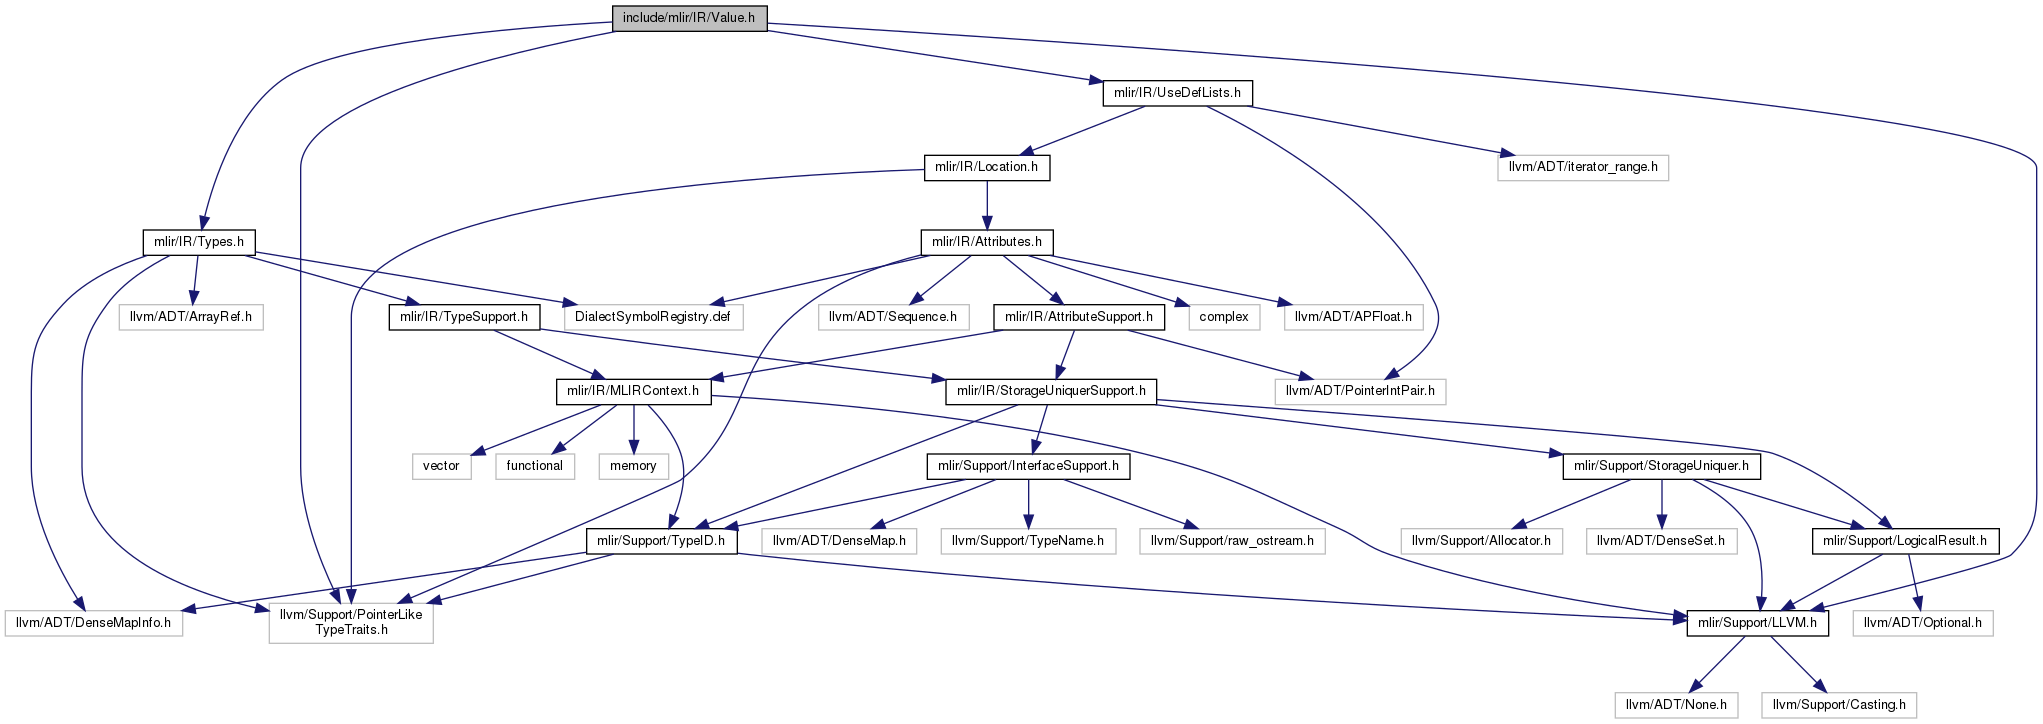 include/mlir/IR/Value.h
mlir/IR/UseDefLists.h
mlir/IR/Location.h
llvm/ADT/iterator_range.h
mlir/IR/Types.h
mlir/IR/Attributes.h
llvm/ADT/ArrayRef.h
mlir/IR/TypeSupport.h
DialectSymbolRegistry.def
llvm/ADT/Sequence.h
mlir/IR/AttributeSupport.h
complex
llvm/ADT/APFloat.h
mlir/IR/MLIRContext.h
mlir/IR/StorageUniquerSupport.h
llvm/ADT/PointerIntPair.h
vector
functional
memory
mlir/Support/InterfaceSupport.h
mlir/Support/StorageUniquer.h
mlir/Support/TypeID.h
llvm/ADT/DenseMap.h
llvm/Support/TypeName.h
llvm/Support/raw_ostream.h
llvm/Support/Allocator.h
llvm/ADT/DenseSet.h
mlir/Support/LogicalResult.h
llvm/ADT/DenseMapInfo.h
llvm/Support/PointerLike
TypeTraits.h
mlir/Support/LLVM.h
llvm/ADT/Optional.h
llvm/ADT/None.h
llvm/Support/Casting.h